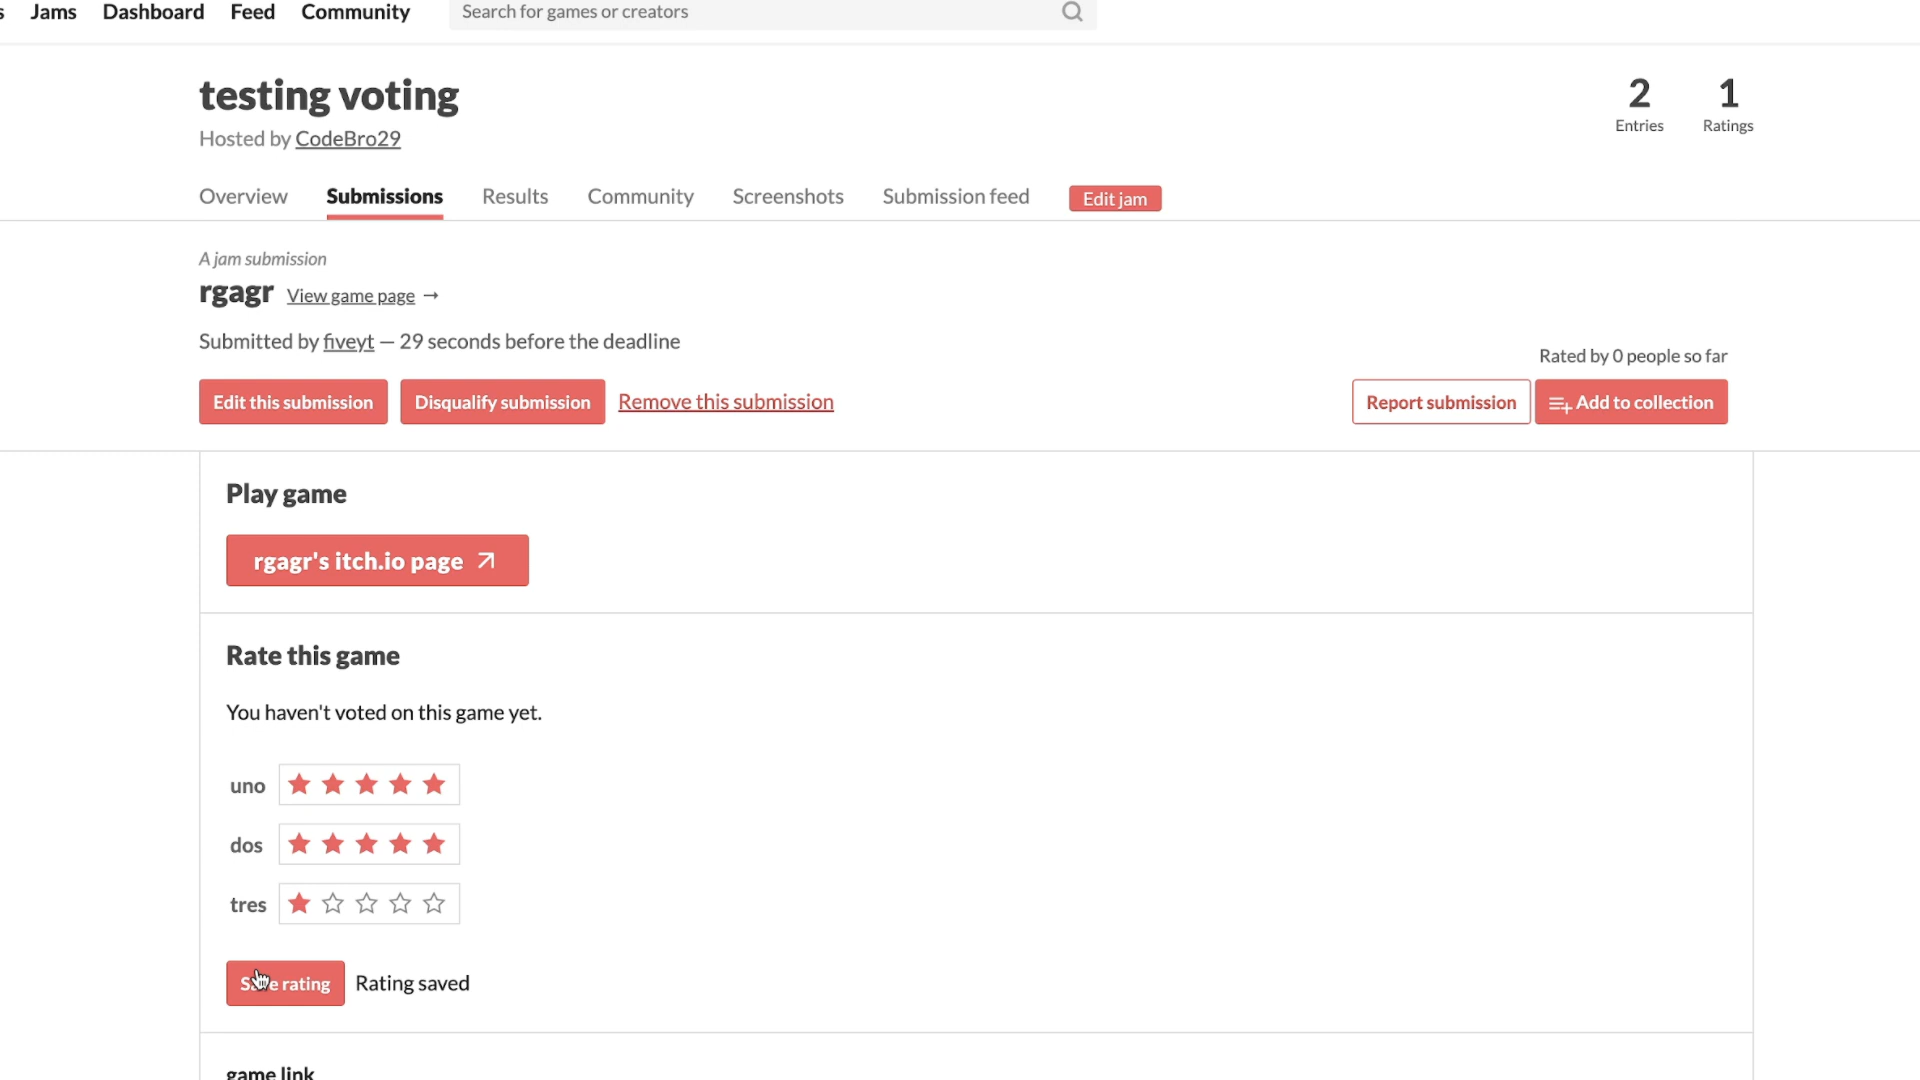 Jams Dashboard Feed Community Search for games or creators
testing voting
2 1
Hosted by CodeBro29
Entries Ratings
Overview Submissions Results Community Screenshots Submission feed Edit jam
A jam submission
rgagr View game page →
Submitted by fiveyt — 29 seconds before the deadline
Rated by 0 people so far
Edit this submission Disqualify submission Remove this submission Report submission Add to collection
Play game
rgagr's itch.io page
Rate this game
You haven't voted on this game yet.
uno
dos
tres
Save rating Rating saved
game link